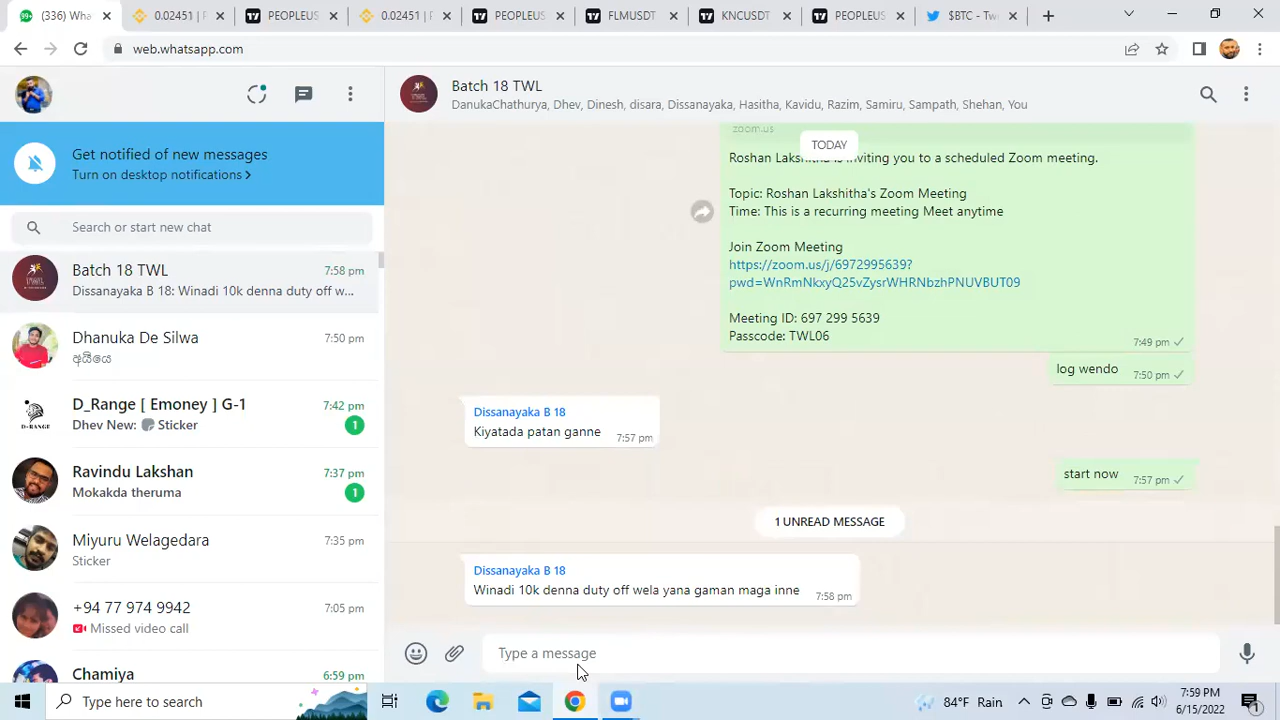 (336) Wha
0.02451 | P
PEOPLEUS
0.02451 | P
PEOPLEUS
FLMUSDT
KNCUSDT
PEOPLEUS
$BTC - Tw
web.whatsapp.com
Get notified of new messages
Turn on desktop notifications >
Search or start new chat
Batch 18 TWL
7:58 pm
Dissanayaka B 18: Winadi 10k denna duty off w...
Dhanuka De Silwa
7:50 pm
අයියෙ
D_Range [ Emoney ] G-1
7:42 pm
Dhev New: Sticker
1
Ravindu Lakshan
7:37 pm
Mokakda theruma
1
Miyuru Welagedara
7:35 pm
Sticker
+94 77 974 9942
7:05 pm
Missed video call
Chamiya
6:59 pm
Batch 18 TWL
DanukaChathurya, Dhev, Dinesh, disara, Dissanayaka, Hasitha, Kavidu, Razim, Samiru, Sampath, Shehan, You
zoom.us
TODAY
Roshan Lakshitha is inviting you to a scheduled Zoom meeting.
Topic: Roshan Lakshitha's Zoom Meeting
Time: This is a recurring meeting Meet anytime
Join Zoom Meeting
https://zoom.us/j/6972995639?
pwd=WnRmNkxyQ25vZysrWHRNbzhPNUVBUT09
Meeting ID: 697 299 5639
Passcode: TWL06
7:49 pm
log wendo
7:50 pm
Dissanayaka B 18
Kiyatada patan ganne
7:57 pm
start now
7:57 pm
1 UNREAD MESSAGE
Dissanayaka B 18
Winadi 10k denna duty off wela yana gaman maga inne
7:58 pm
Type a message
Type here to search
84°F Rain
7:59 PM
6/15/2022
1